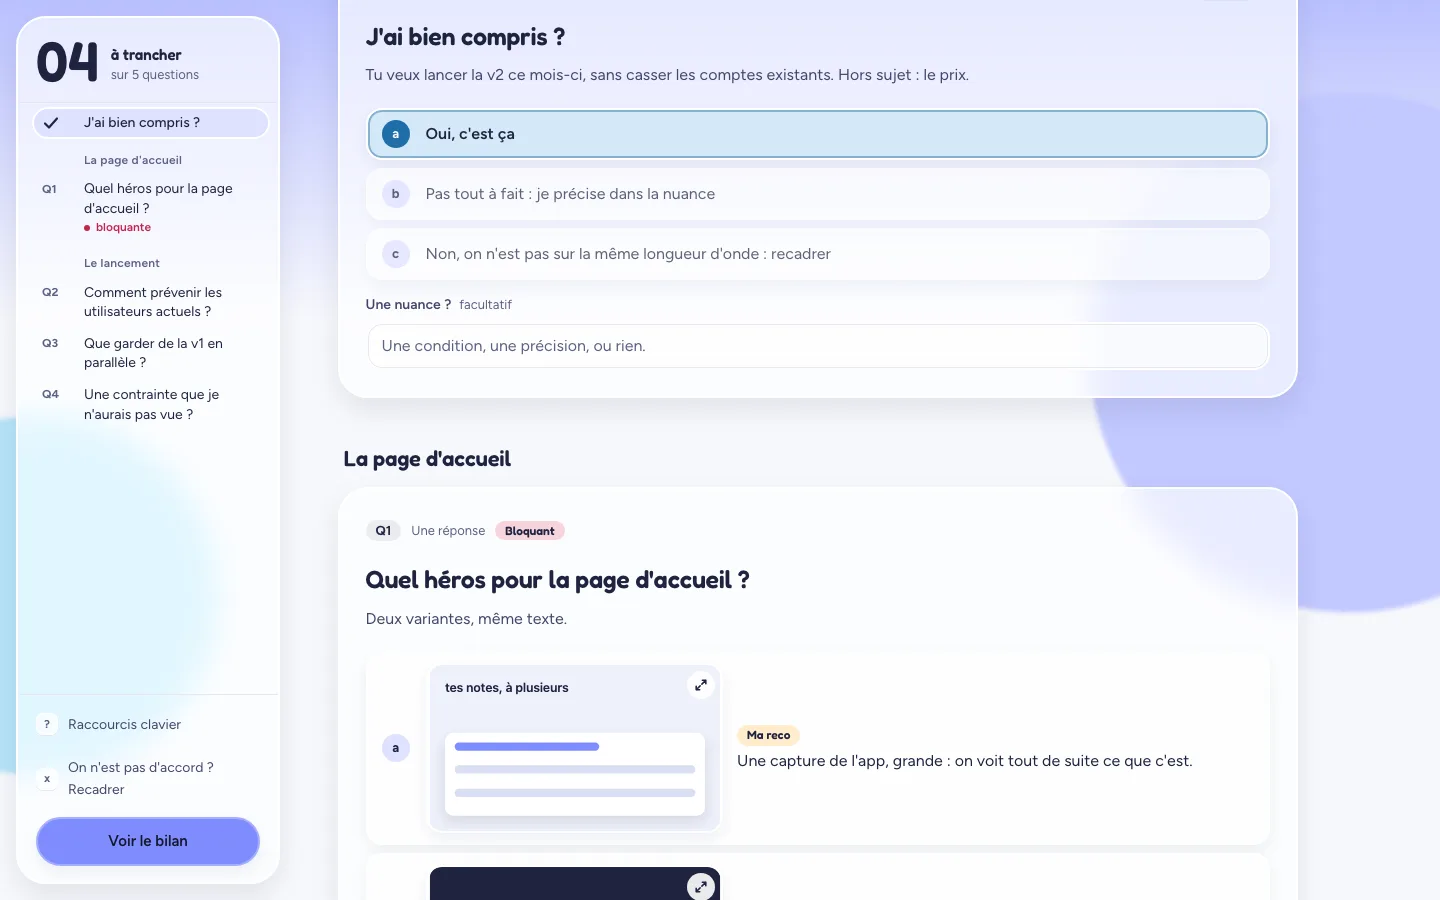 04
à trancher
sur 5 questions
J'ai bien compris ?
La page d'accueil
Q1
Quel héros pour la page
d'accueil ?
bloquante
Le lancement
Q2
Comment prévenir les
utilisateurs actuels ?
Q3
Que garder de la v1 en
parallèle ?
Q4
Une contrainte que je
n'aurais pas vue ?
?
Raccourcis clavier
x
On n'est pas d'accord ?
Recadrer
Voir le bilan
J'ai bien compris ?
Tu veux lancer la v2 ce mois-ci, sans casser les comptes existants. Hors sujet : le prix.
a
Oui, c'est ça
b
Pas tout à fait : je précise dans la nuance
c
Non, on n'est pas sur la même longueur d'onde : recadrer
Une nuance ? facultatif
Une condition, une précision, ou rien.
La page d'accueil
Q1 Une réponse Bloquant
Quel héros pour la page d'accueil ?
Deux variantes, même texte.
a
tes notes, à plusieurs
Ma reco
Une capture de l'app, grande : on voit tout de suite ce que c'est.